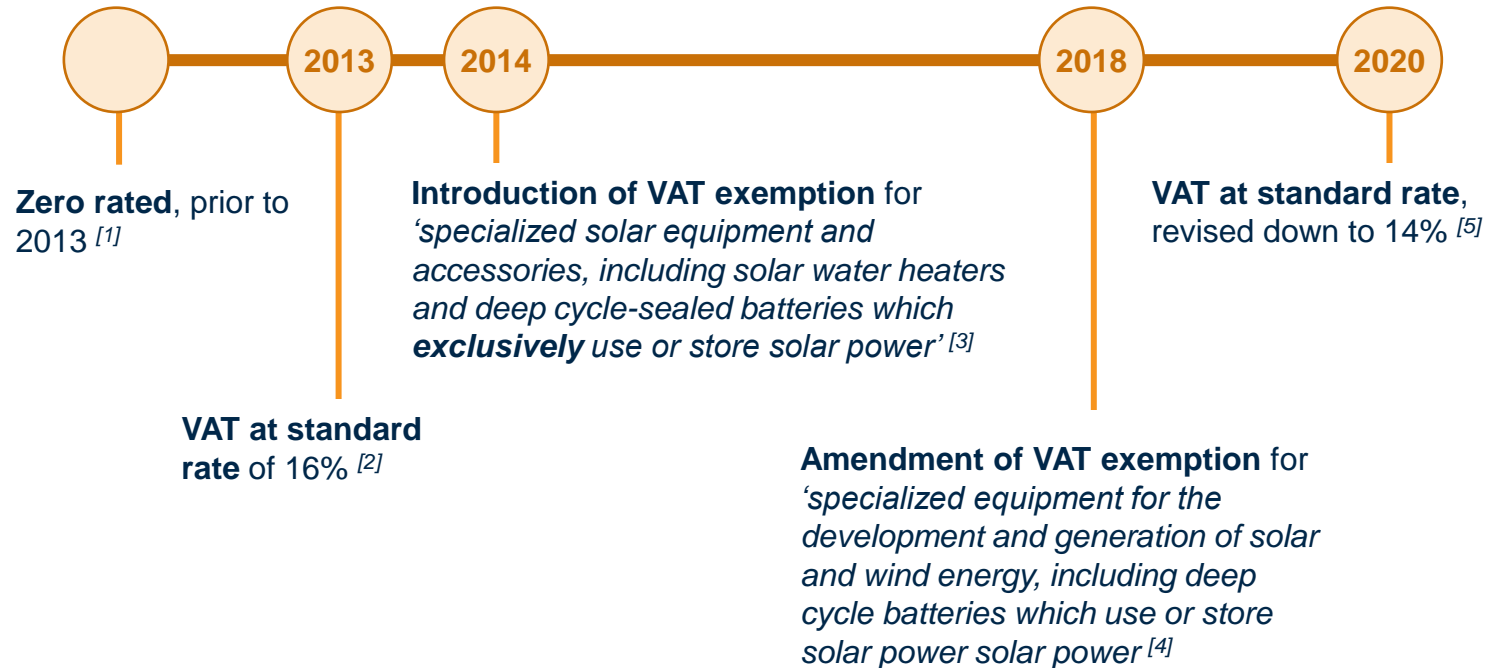 2013
2014
2018
2020
Zero rated, prior to
2013 [1]
VAT at standard
rate of 16% [2]
Introduction of VAT exemption for
‘specialized solar equipment and
accessories, including solar water heaters
and deep cycle-sealed batteries which
exclusively use or store solar power’ [3]
Amendment of VAT exemption for
‘specialized equipment for the
development and generation of solar
and wind energy, including deep
cycle batteries which use or store
solar power solar power [4]
VAT at standard rate,
revised down to 14% [5]